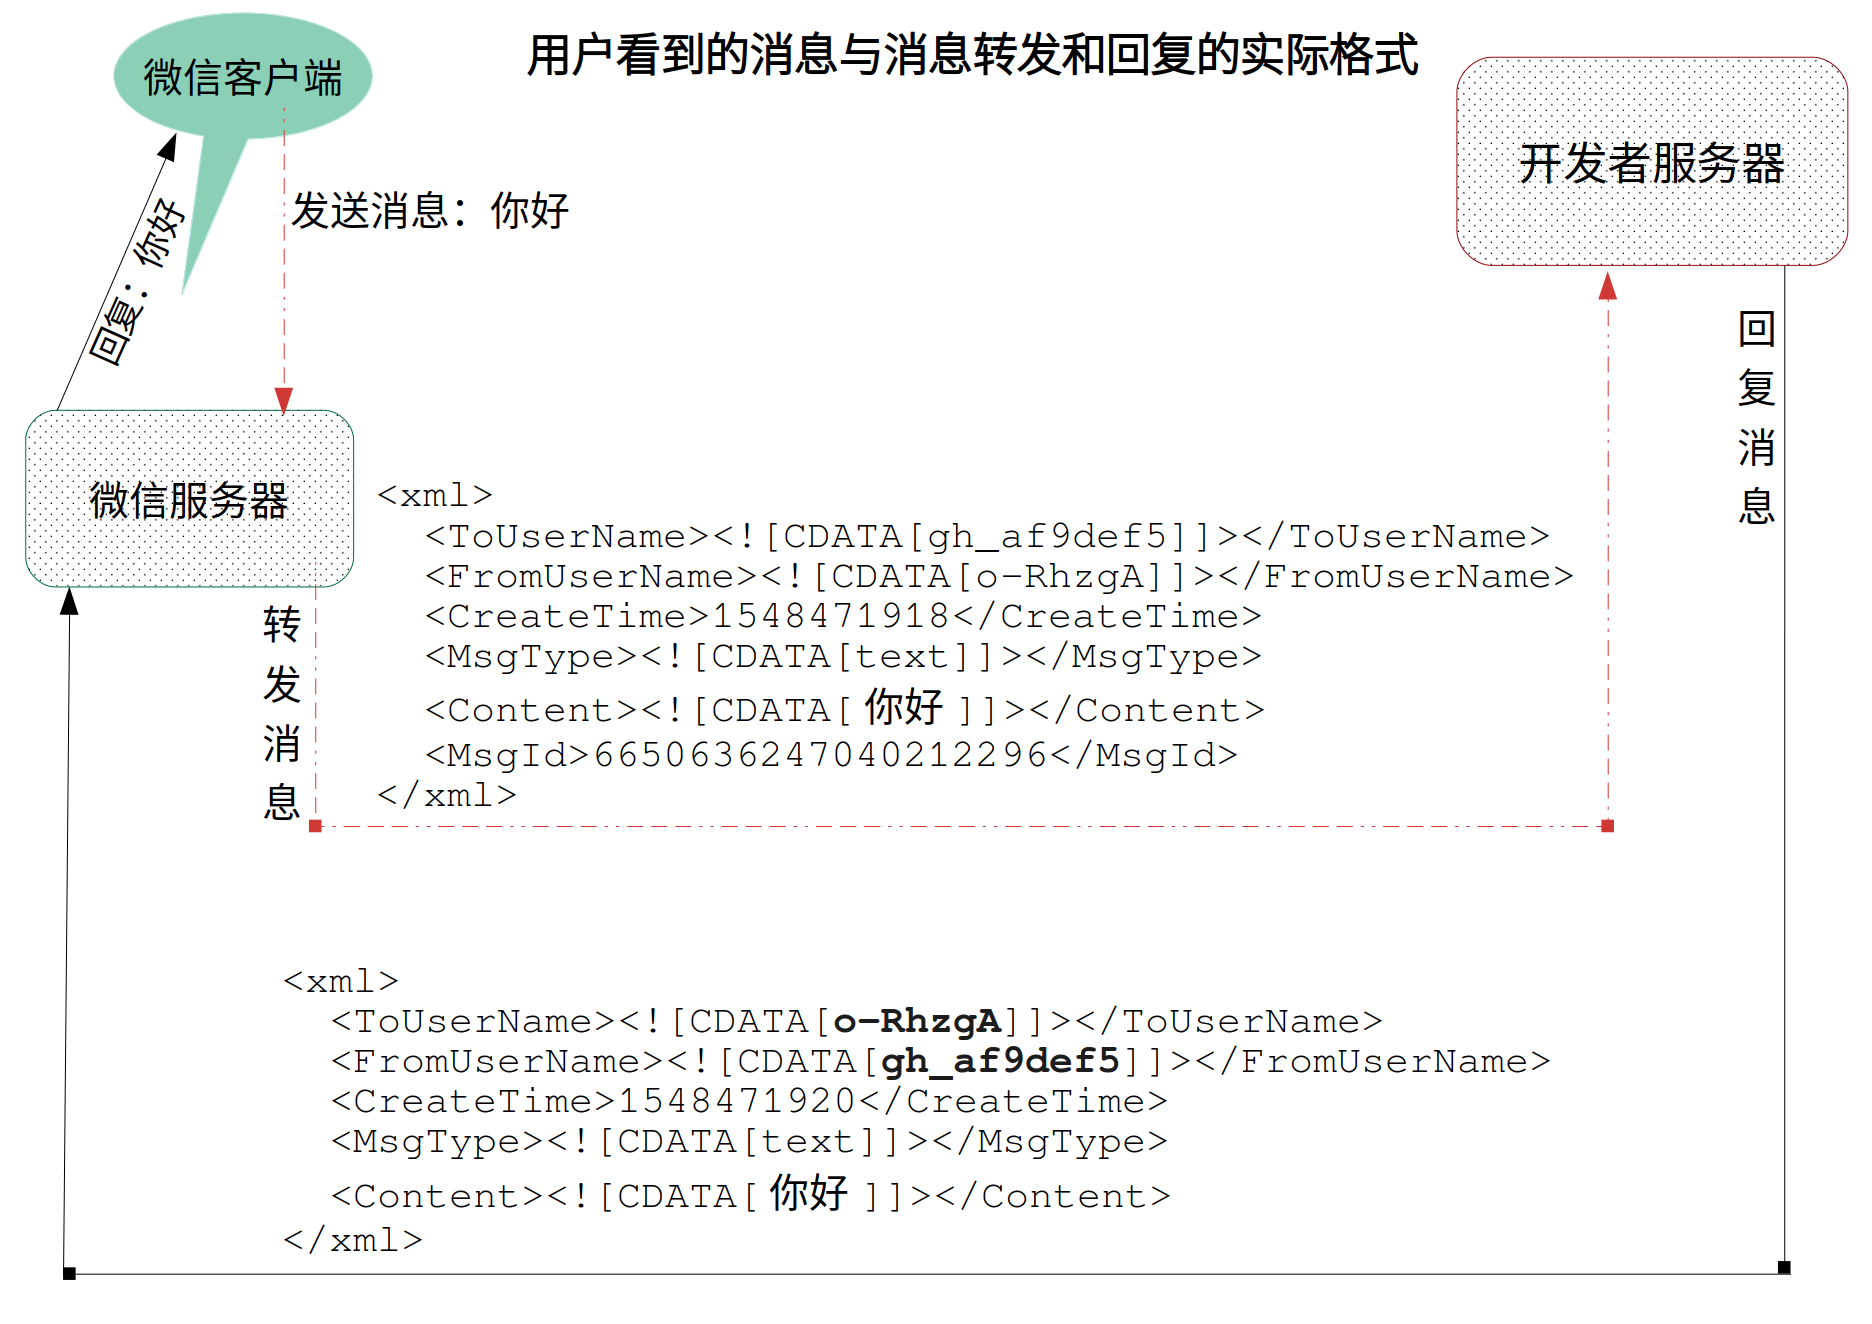 用户看到的消息与消息转发和回复的实际格式
微信客户端
开发者服务器
发送消息：你好
回复：你好
回复消息
微信服务器
转发消息
<xml>
  <ToUserName><![CDATA[gh_af9def5]]></ToUserName>
  <FromUserName><![CDATA[o-RhzgA]]></FromUserName>
  <CreateTime>1548471918</CreateTime>
  <MsgType><![CDATA[text]]></MsgType>
  <Content><![CDATA[ 你好 ]]></Content>
  <MsgId>6650636247040212296</MsgId>
</xml>
<xml>
  <ToUserName><![CDATA[o-RhzgA]]></ToUserName>
  <FromUserName><![CDATA[gh_af9def5]]></FromUserName>
  <CreateTime>1548471920</CreateTime>
  <MsgType><![CDATA[text]]></MsgType>
  <Content><![CDATA[ 你好 ]]></Content>
</xml>